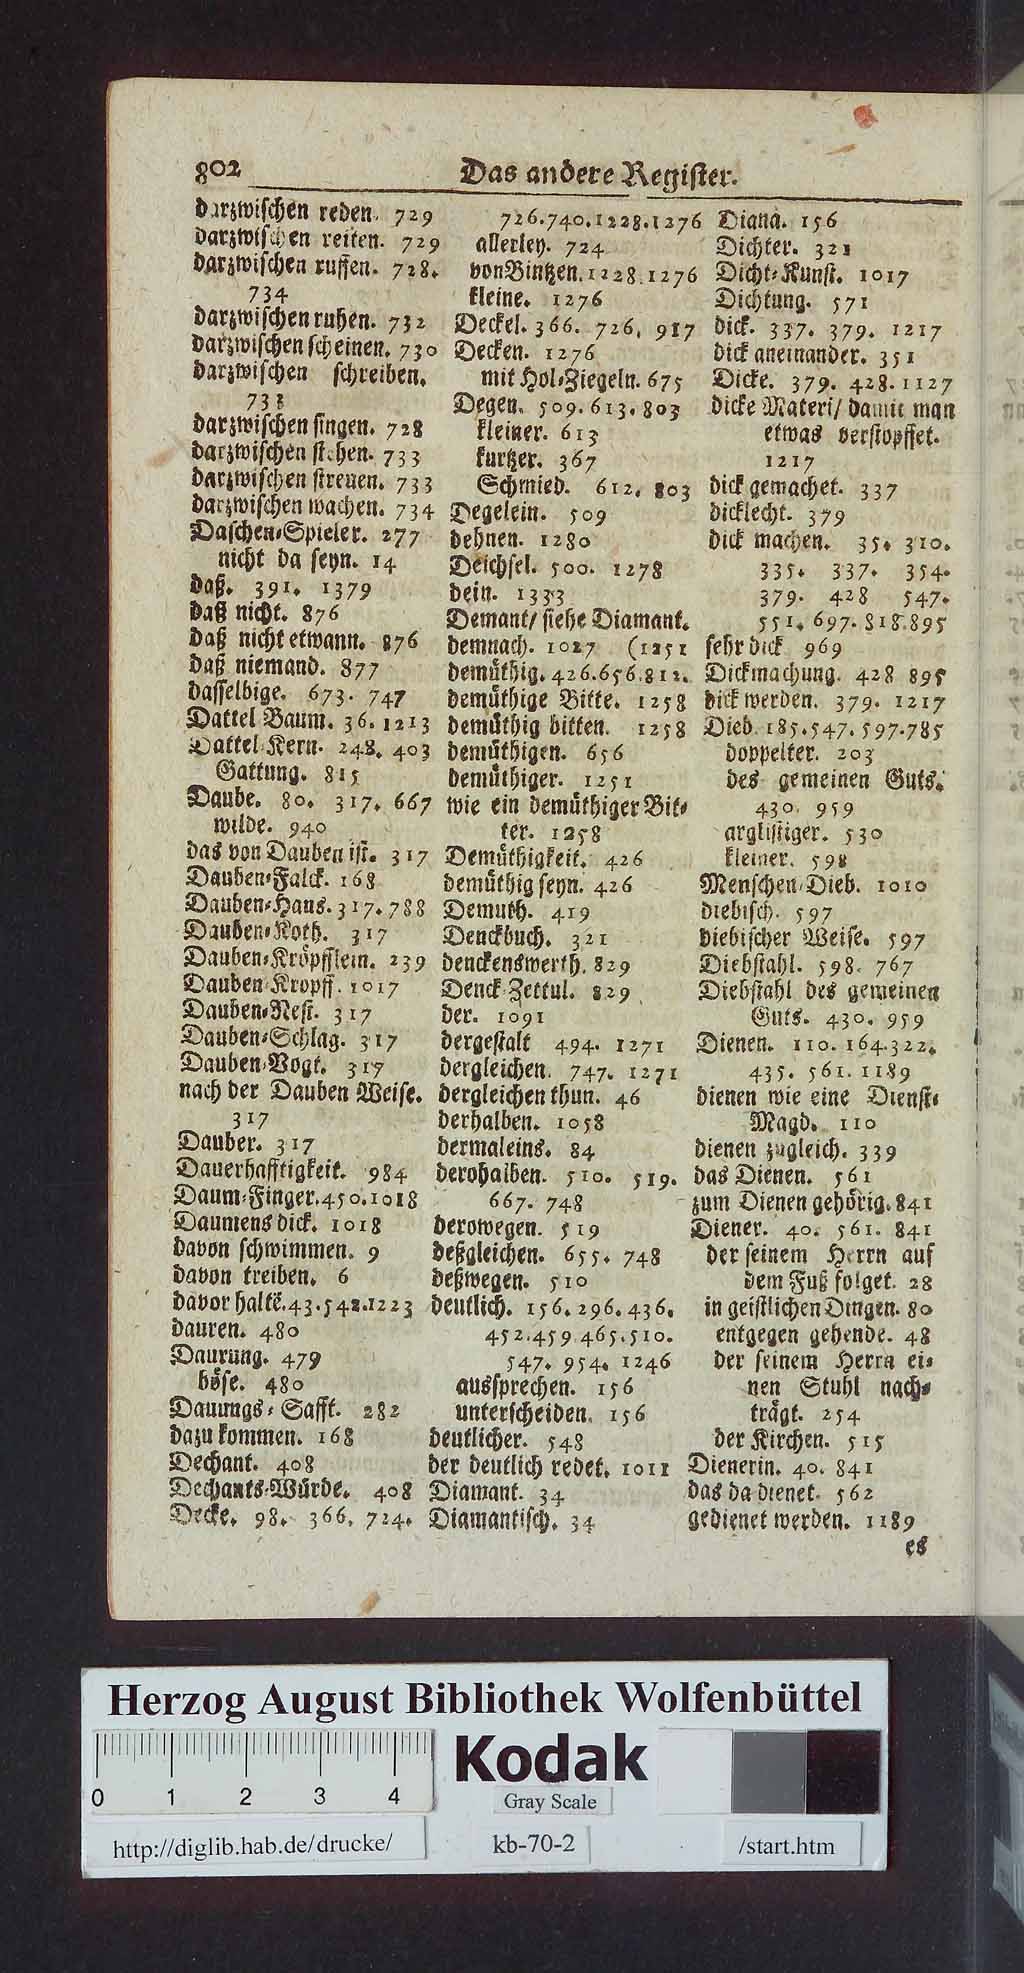 802
Das andere Register.
darzwischen reden. 729
darzwischen reiten. 729
darzwischen ruffen. 728.
734
darzwischen ruhen. 732
darzwischen scheinen. 730
darzwischen schreiben.
darzwischen singen. 728
darzwischen stehen. 733
darzwischen streuen. 733
darzwischen wachen. 734
Daschen-Spieler. 277
nicht da seyn. 14
daß. 391. 1379
daß nicht. 876
daß nicht etwann. 876
daß niemand. 877
dasselbige. 673. 747
Dattel Baum. 36. 1213
Dattel-Kern. 248. 403
Gattung. 815
Daube. 80. 317. 667
wilde. 940
das von Dauben ist. 317
Dauben-Falck. 168
Dauben-Haus. 317. 788
Dauben-Koth. 317
Dauben-Kröpfflein. 239
Dauben-Kropff. 1017
Dauben-Nest. 317
Dauben-Schlag. 317
Dauben-Vogt. 317
nach der Dauben Weise.
317
Dauber. 317
Dauerhafftigkeit. 984
Daum-Finger. 450. 1018
Daumens dick. 1018
davon schwimmen. 9
davon treiben. 6
davor haltē. 43. 542. 1223
dauren. 480
Daurung. 479
böse. 480
Dauungs-Safft. 282
dazu kommen. 168
Dechant. 408
Dechants-Würde. 408
Decke. 98. 366. 724.
726. 740. 1228. 1276
allerley. 724
von Bintzen. 1228. 1276
kleine. 1276
Deckel. 366. 726. 917
Decken. 1276
mit Hol-Ziegeln. 675
Degen. 509. 613. 803
kleiner. 613
kurtzer. 367
Schmied. 612. 803
Degelein. 509
dehnen. 1280
Deichsel. 500. 1278
dein. 1333
Demant/ siehe Diamant.
demnach. 1027 (1251
demüthig. 426. 656. 812.
demüthige Bitte. 1258
demüthig bitten. 1258
demüthigen. 656
demüthiger. 1251
wie ein demüthiger Bit-
ter. 1258
Demüthigkeit. 426
demüthig seyn. 426
Demuth. 419
Denckbuch. 321
denckenswerth. 829
Denck-Zettul. 829
der. 1091
dergestalt 494. 1271
dergleichen. 747. 1271
dergleichen thun. 46
derhalben. 1058
dermaleins. 84
derohalben. 510. 519.
667. 748
derowegen. 519
deßgleichen. 655. 748
deßwegen. 510
deutlich. 156. 296. 436.
452. 459. 465. 510.
547. 954. 1246
aussprechen. 156
unterscheiden. 156
deutlicher. 548
der deutlich redet. 1011
Diamant. 34
Diamantisch. 34
Diana. 156
Dichter. 321
Dicht-Kunst. 1017
Dichtung. 571
dick. 337. 379. 1217
dick aneinander. 351
Dicke. 379. 428. 1127
dicke Materi/ damit man
etwas verstopffet.
1217
dick gemachet. 337
dicklecht. 379
dick machen. 35. 310.
335. 337. 354.
379. 428 547.
551. 697. 818. 895
sehr dick 969
Dickmachung. 428 895
dick werden. 379. 1217
Dieb. 185. 547. 597. 785
doppelter. 203
des gemeinen Guts.
430. 959
arglistiger. 530
kleiner. 598
Menschen-Dieb. 1010
diebisch. 597
diebischer Weise. 597
Diebstahl. 598. 767
Diebstahl des gemeinen
Guts. 430. 959
Dienen. 110. 164. 322.
435. 561. 1189
dienen wie eine Dienst-
Magd. 110
dienen zugleich. 339
das Dienen. 561
zum Dienen gehörig. 841
Diener. 40. 561. 841
der seinem Herrn auf
dem Fuß folget. 28
in geistlichen Dingen. 80
entgegen gehende. 48
der seinem Herrn ei-
nen Stuhl nach-
trägt. 254
der Kirchen. 515
Dienerin. 40. 841
das da dienet. 562
gedienet werden. 1189
es
Herzog August Bibliothek Wolfenbüttel
0 1 2 3 4
Kodak
Gray Scale
http://diglib.hab.de/drucke/
kb-70-2
/start.htm